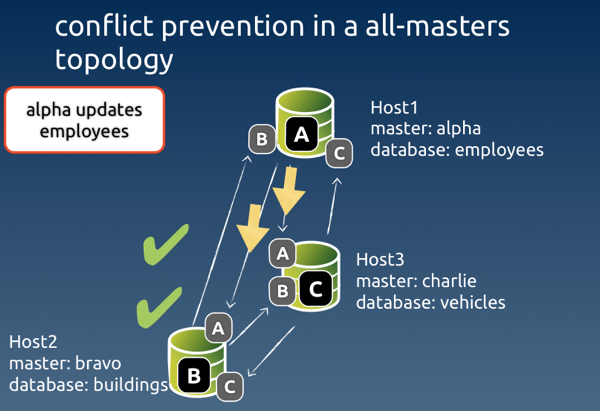 conflict prevention in a all-masters
topology
alpha updates
employees
B
A
C
Host1
master: alpha
database: employees
A
B
C
Host3
master: charlie
database: vehicles
Host2
master: bravo
database: buildings
A
B
C